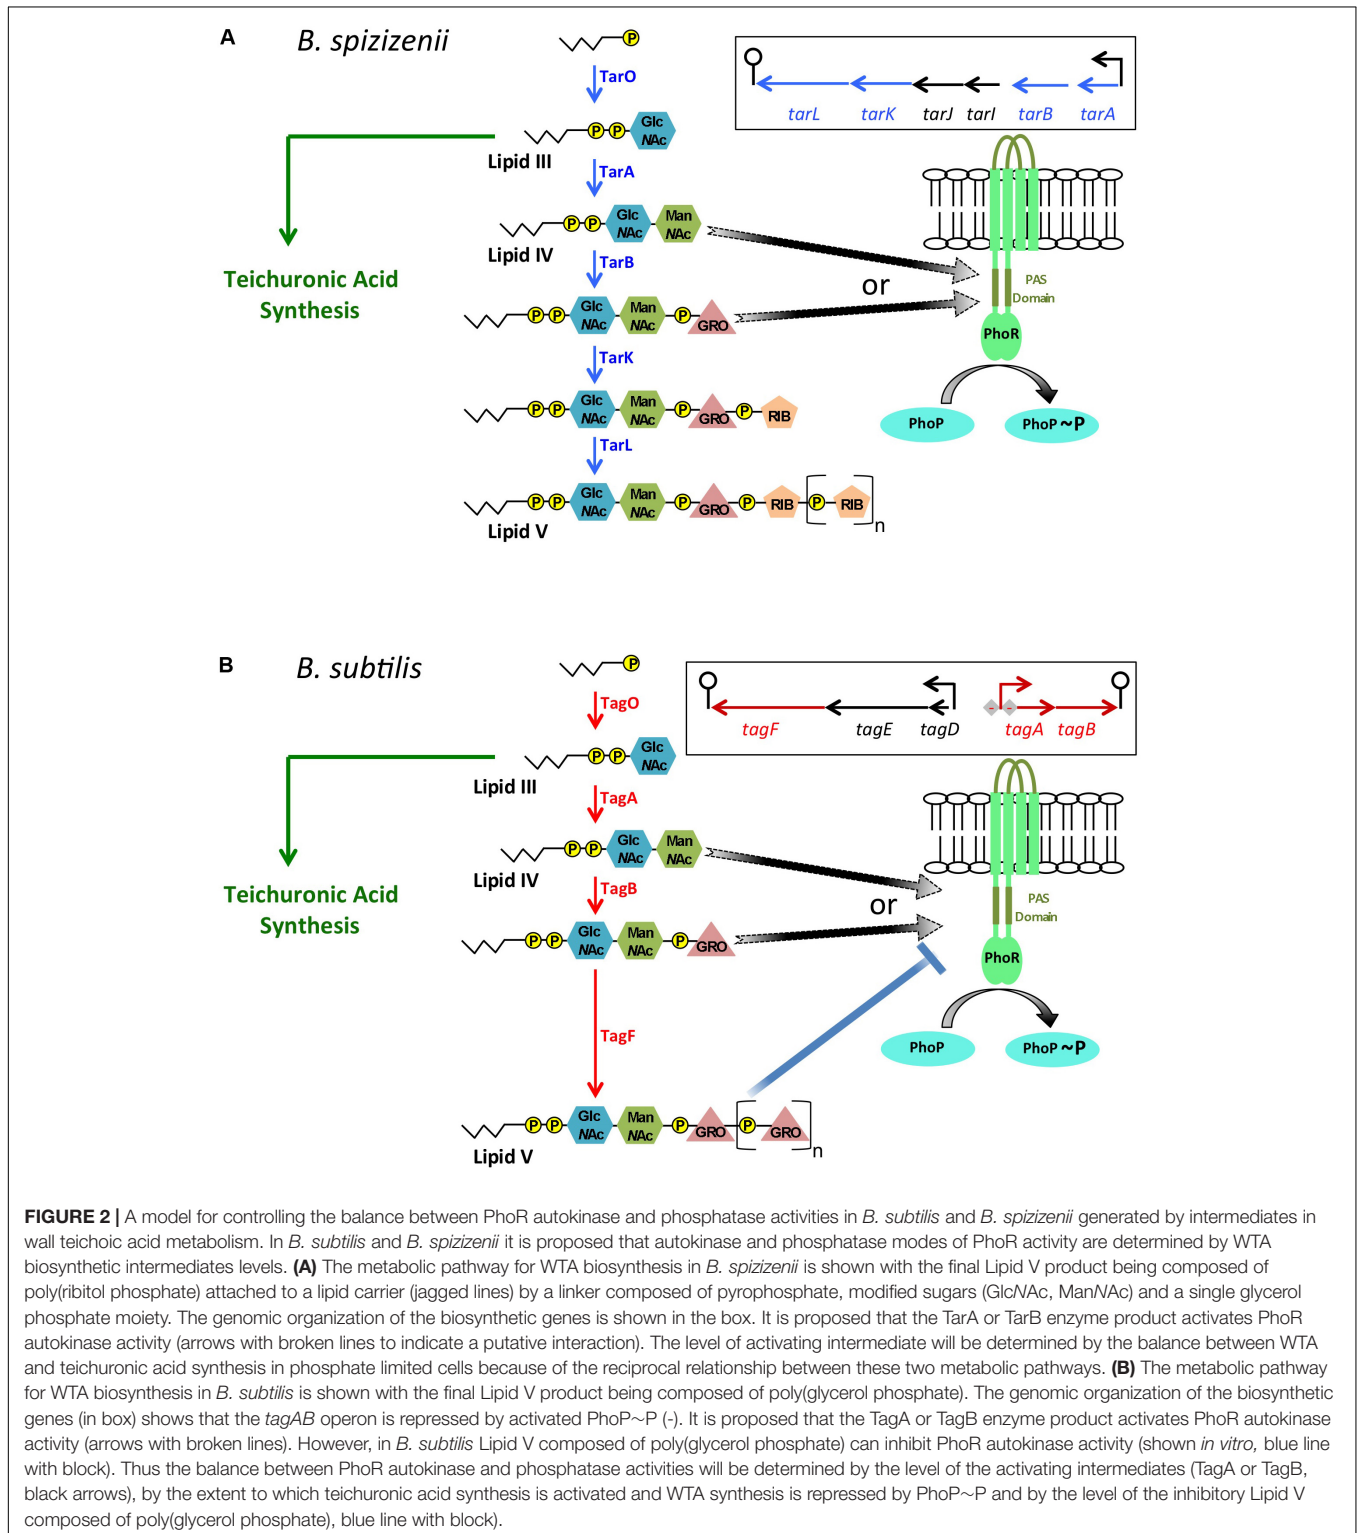 A
B. spizizenii
P
TarO
P P Glc NAc
Lipid III
TarA
P P Glc NAc Man NAc
Lipid IV
TarB
P P Glc NAc Man NAc P GRO
TarK
P P Glc NAc Man NAc P GRO P RIB
TarL
P P Glc NAc Man NAc P GRO P RIB P RIB n
Lipid V
Teichuronic Acid
Synthesis
or
tarL tarK tarJ tarI tarB tarA
PAS
Domain
PhoR
PhoP
PhoP ~P
B
B. subtilis
P
TagO
P P Glc NAc
Lipid III
TagA
P P Glc NAc Man NAc
Lipid IV
TagB
P P Glc NAc Man NAc P GRO
TagF
P P Glc NAc Man NAc P GRO P GRO n
Lipid V
Teichuronic Acid
Synthesis
or
- -
tagF tagE tagD tagA tagB
PAS
Domain
PhoR
PhoP
PhoP ~P
FIGURE 2 | A model for controlling the balance between PhoR autokinase and phosphatase activities in B. subtilis and B. spizizenii generated by intermediates in
wall teichoic acid metabolism. In B. subtilis and B. spizizenii it is proposed that autokinase and phosphatase modes of PhoR activity are determined by WTA
biosynthetic intermediates levels. (A) The metabolic pathway for WTA biosynthesis in B. spizizenii is shown with the final Lipid V product being composed of
poly(ribitol phosphate) attached to a lipid carrier (jagged lines) by a linker composed of pyrophosphate, modified sugars (GlcNAc, ManNAc) and a single glycerol
phosphate moiety. The genomic organization of the biosynthetic genes is shown in the box. It is proposed that the TarA or TarB enzyme product activates PhoR
autokinase activity (arrows with broken lines to indicate a putative interaction). The level of activating intermediate will be determined by the balance between WTA
and teichuronic acid synthesis in phosphate limited cells because of the reciprocal relationship between these two metabolic pathways. (B) The metabolic pathway
for WTA biosynthesis in B. subtilis is shown with the final Lipid V product being composed of poly(glycerol phosphate). The genomic organization of the biosynthetic
genes (in box) shows that the tagAB operon is repressed by activated PhoP~P (-). It is proposed that the TagA or TagB enzyme product activates PhoR autokinase
activity (arrows with broken lines). However, in B. subtilis Lipid V composed of poly(glycerol phosphate) can inhibit PhoR autokinase activity (shown in vitro, blue line
with block). Thus the balance between PhoR autokinase and phosphatase activities will be determined by the level of the activating intermediates (TagA or TagB,
black arrows), by the extent to which teichuronic acid synthesis is activated and WTA synthesis is repressed by PhoP~P and by the level of the inhibitory Lipid V
composed of poly(glycerol phosphate), blue line with block).